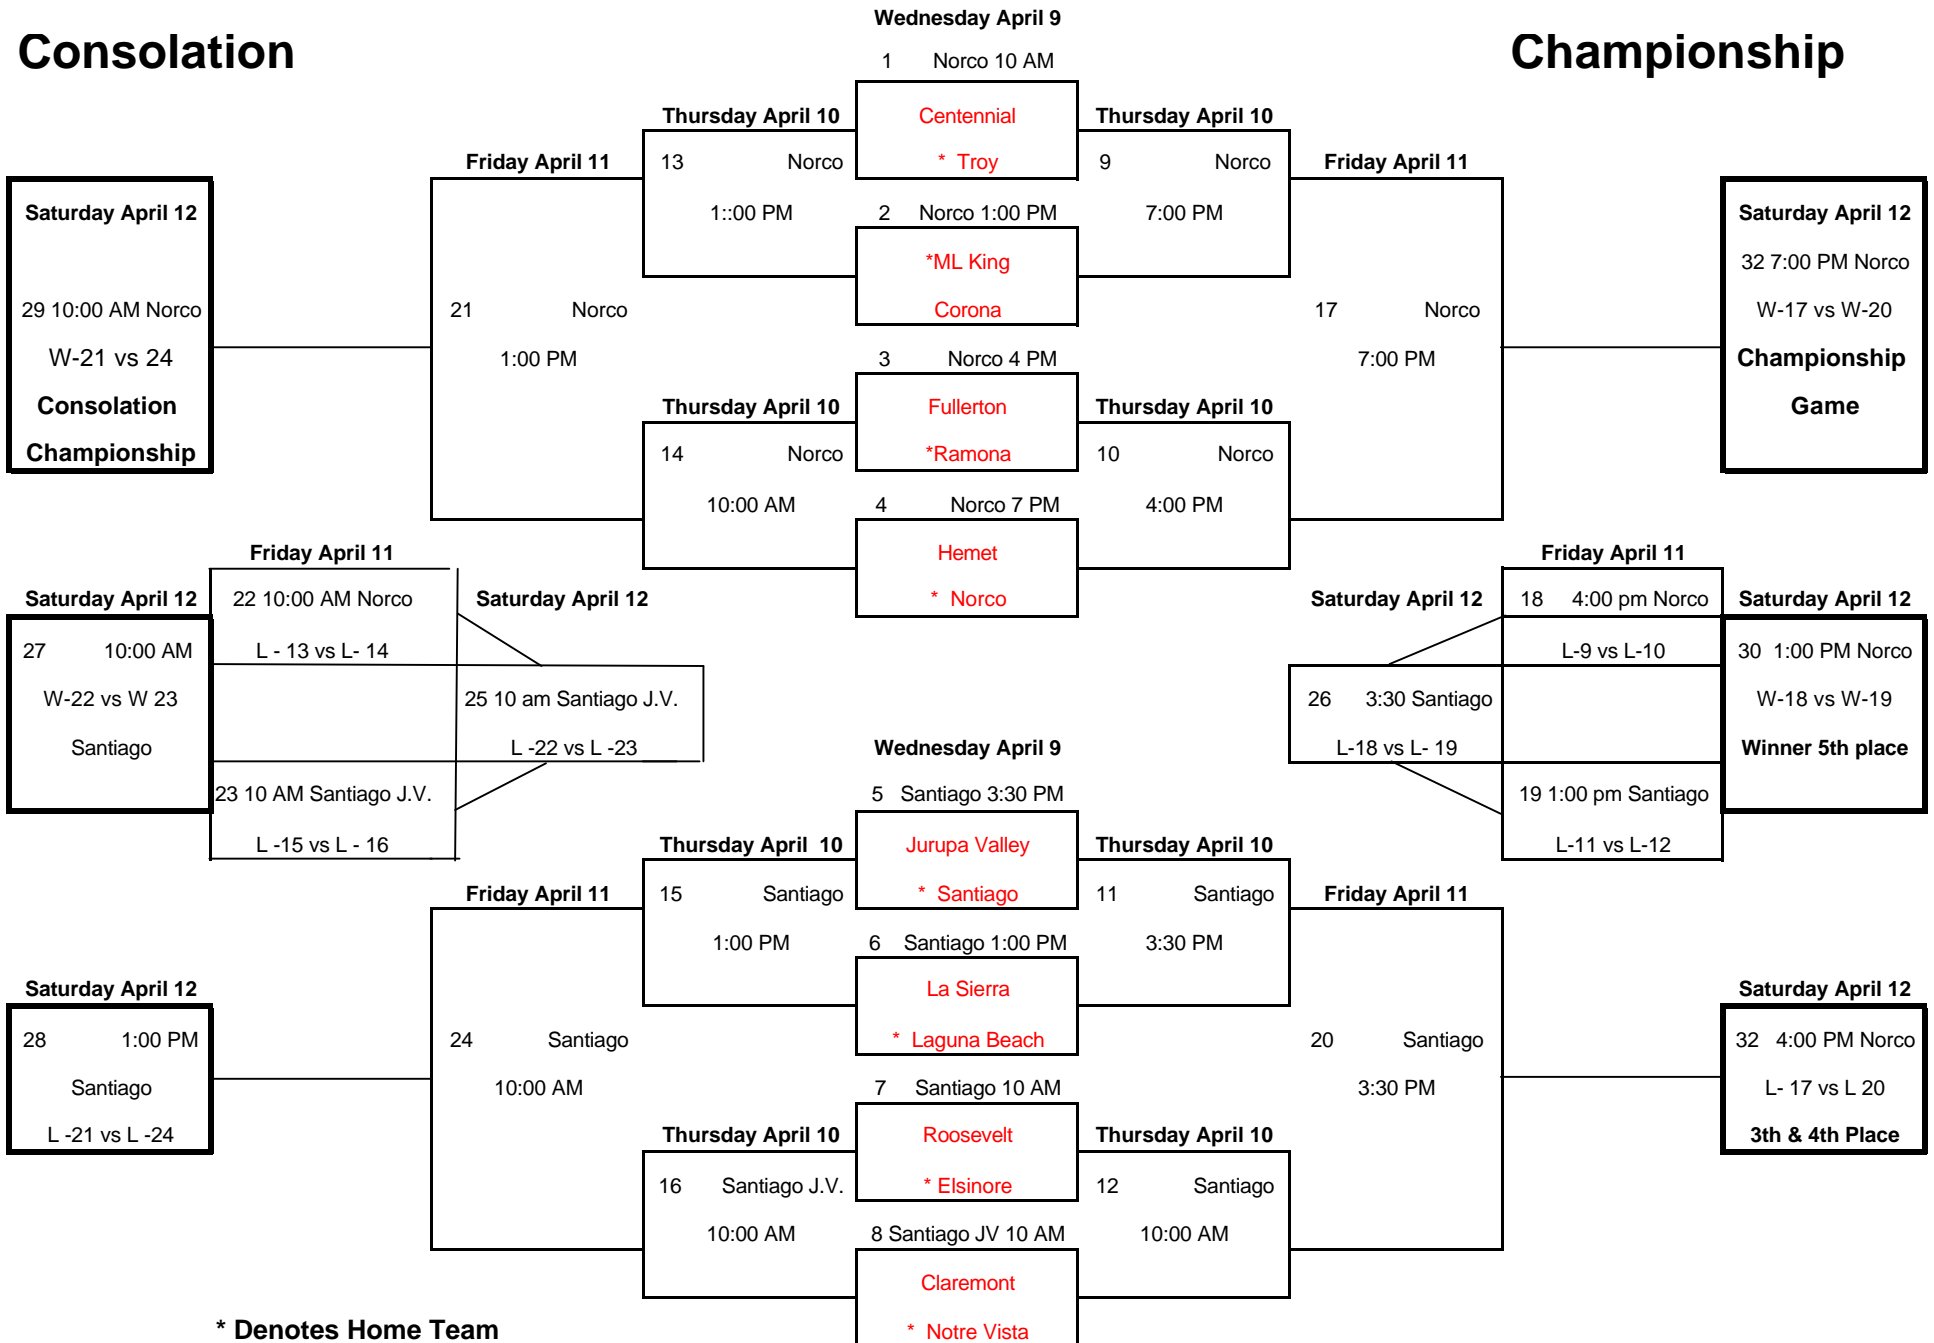 Wednesday April 9
Consolation
Championship
1 Norco 10 AM
Thursday April 10
Centennial
Thursday April 10
Friday April 11
13 Norco
* Troy
9 Norco
Friday April 11
Saturday April 12
1::00 PM
2 Norco 1:00 PM
7:00 PM
Saturday April 12
*ML King
32 7:00 PM Norco
29 10:00 AM Norco
21 Norco
Corona
17 Norco
W-17 vs W-20
W-21 vs 24
1:00 PM
3 Norco 4 PM
7:00 PM
Championship
Consolation
Thursday April 10
Fullerton
Thursday April 10
Game
Championship
14 Norco
*Ramona
10 Norco
10:00 AM
4 Norco 7 PM
4:00 PM
Friday April 11
Hemet
Friday April 11
Saturday April 12
22 10:00 AM Norco
Saturday April 12
* Norco
Saturday April 12
18 4:00 pm Norco
Saturday April 12
27 10:00 AM
L - 13 vs L- 14
L-9 vs L-10
30 1:00 PM Norco
W-22 vs W 23
25 10 am Santiago J.V.
26 3:30 Santiago
W-18 vs W-19
Santiago
L -22 vs L -23
Wednesday April 9
L-18 vs L- 19
Winner 5th place
23 10 AM Santiago J.V.
5 Santiago 3:30 PM
19 1:00 pm Santiago
L -15 vs L - 16
Thursday April 10
Jurupa Valley
Thursday April 10
L-11 vs L-12
Friday April 11
15 Santiago
* Santiago
11 Santiago
Friday April 11
1:00 PM
6 Santiago 1:00 PM
3:30 PM
Saturday April 12
La Sierra
Saturday April 12
28 1:00 PM
24 Santiago
* Laguna Beach
20 Santiago
32 4:00 PM Norco
Santiago
10:00 AM
7 Santiago 10 AM
3:30 PM
L- 17 vs L 20
L -21 vs L -24
Thursday April 10
Roosevelt
Thursday April 10
3th & 4th Place
16 Santiago J.V.
* Elsinore
12 Santiago
10:00 AM
8 Santiago JV 10 AM
10:00 AM
Claremont
* Denotes Home Team
* Notre Vista